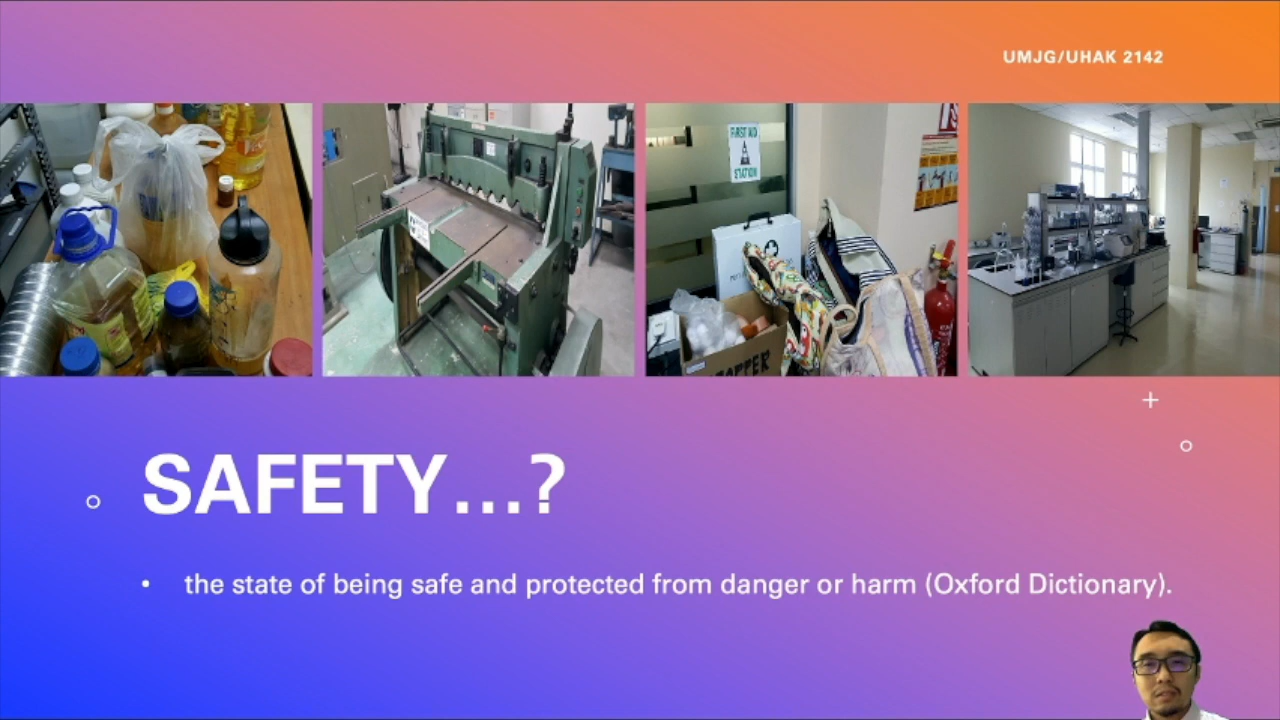 UMJG/UHAK 2142
FIRST AID
STATION
SAFETY...?
• the state of being safe and protected from danger or harm (Oxford Dictionary).